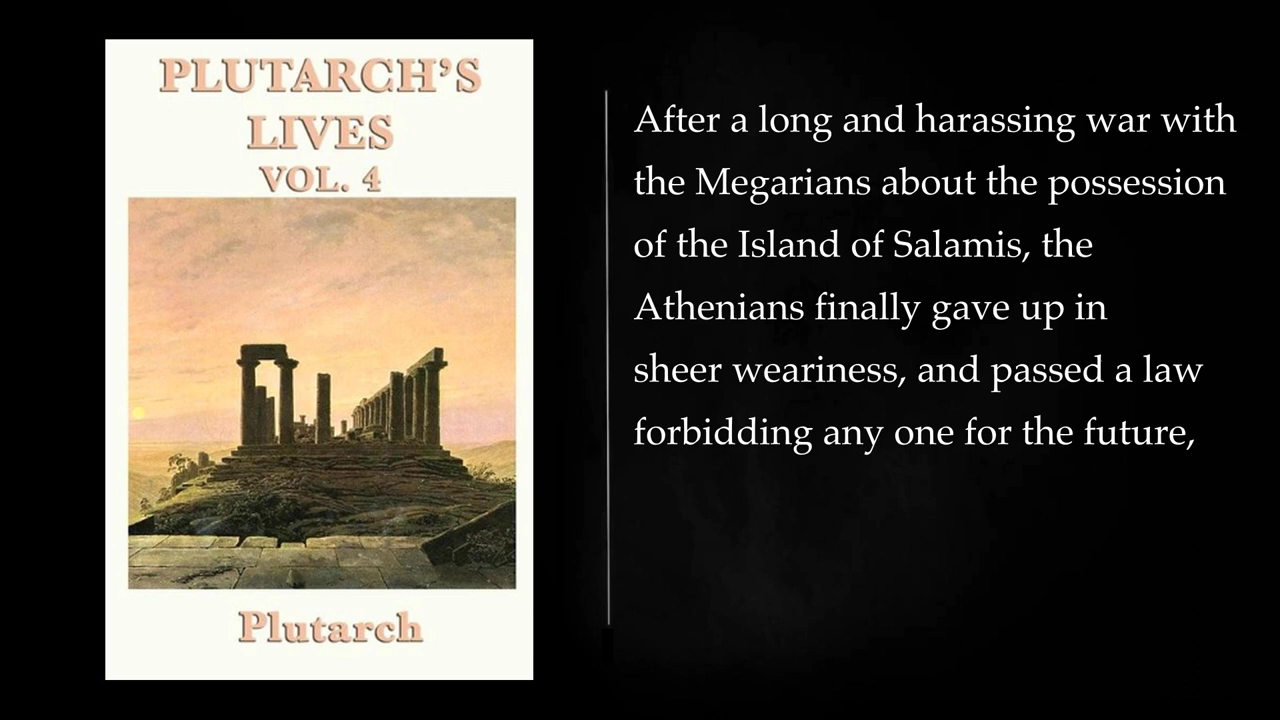 PLUTARCH'S
LIVES
VOL. 4
Plutarch
After a long and harassing war with
the Megarians about the possession
of the Island of Salamis, the
Athenians finally gave up in
sheer weariness, and passed a law
forbidding any one for the future,